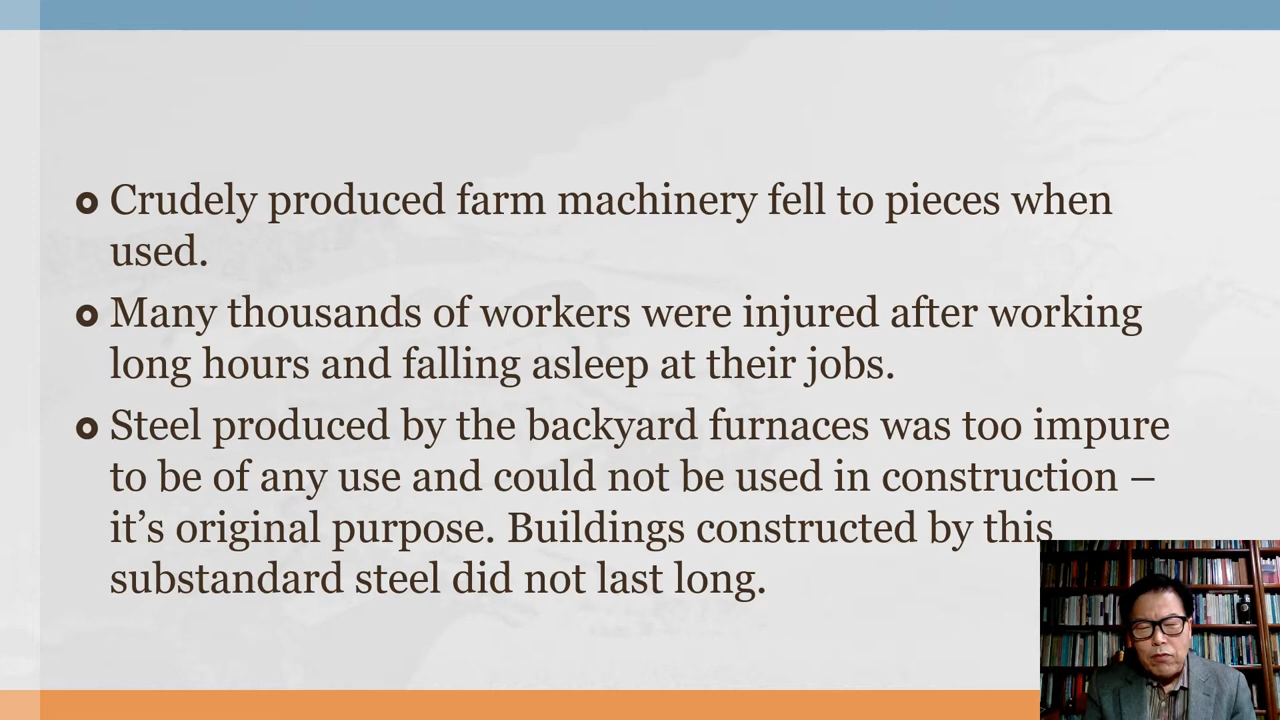 Crudely produced farm machinery fell to pieces when
used.
Many thousands of workers were injured after working
long hours and falling asleep at their jobs.
Steel produced by the backyard furnaces was too impure
to be of any use and could not be used in construction –
it’s original purpose. Buildings constructed by this
substandard steel did not last long.